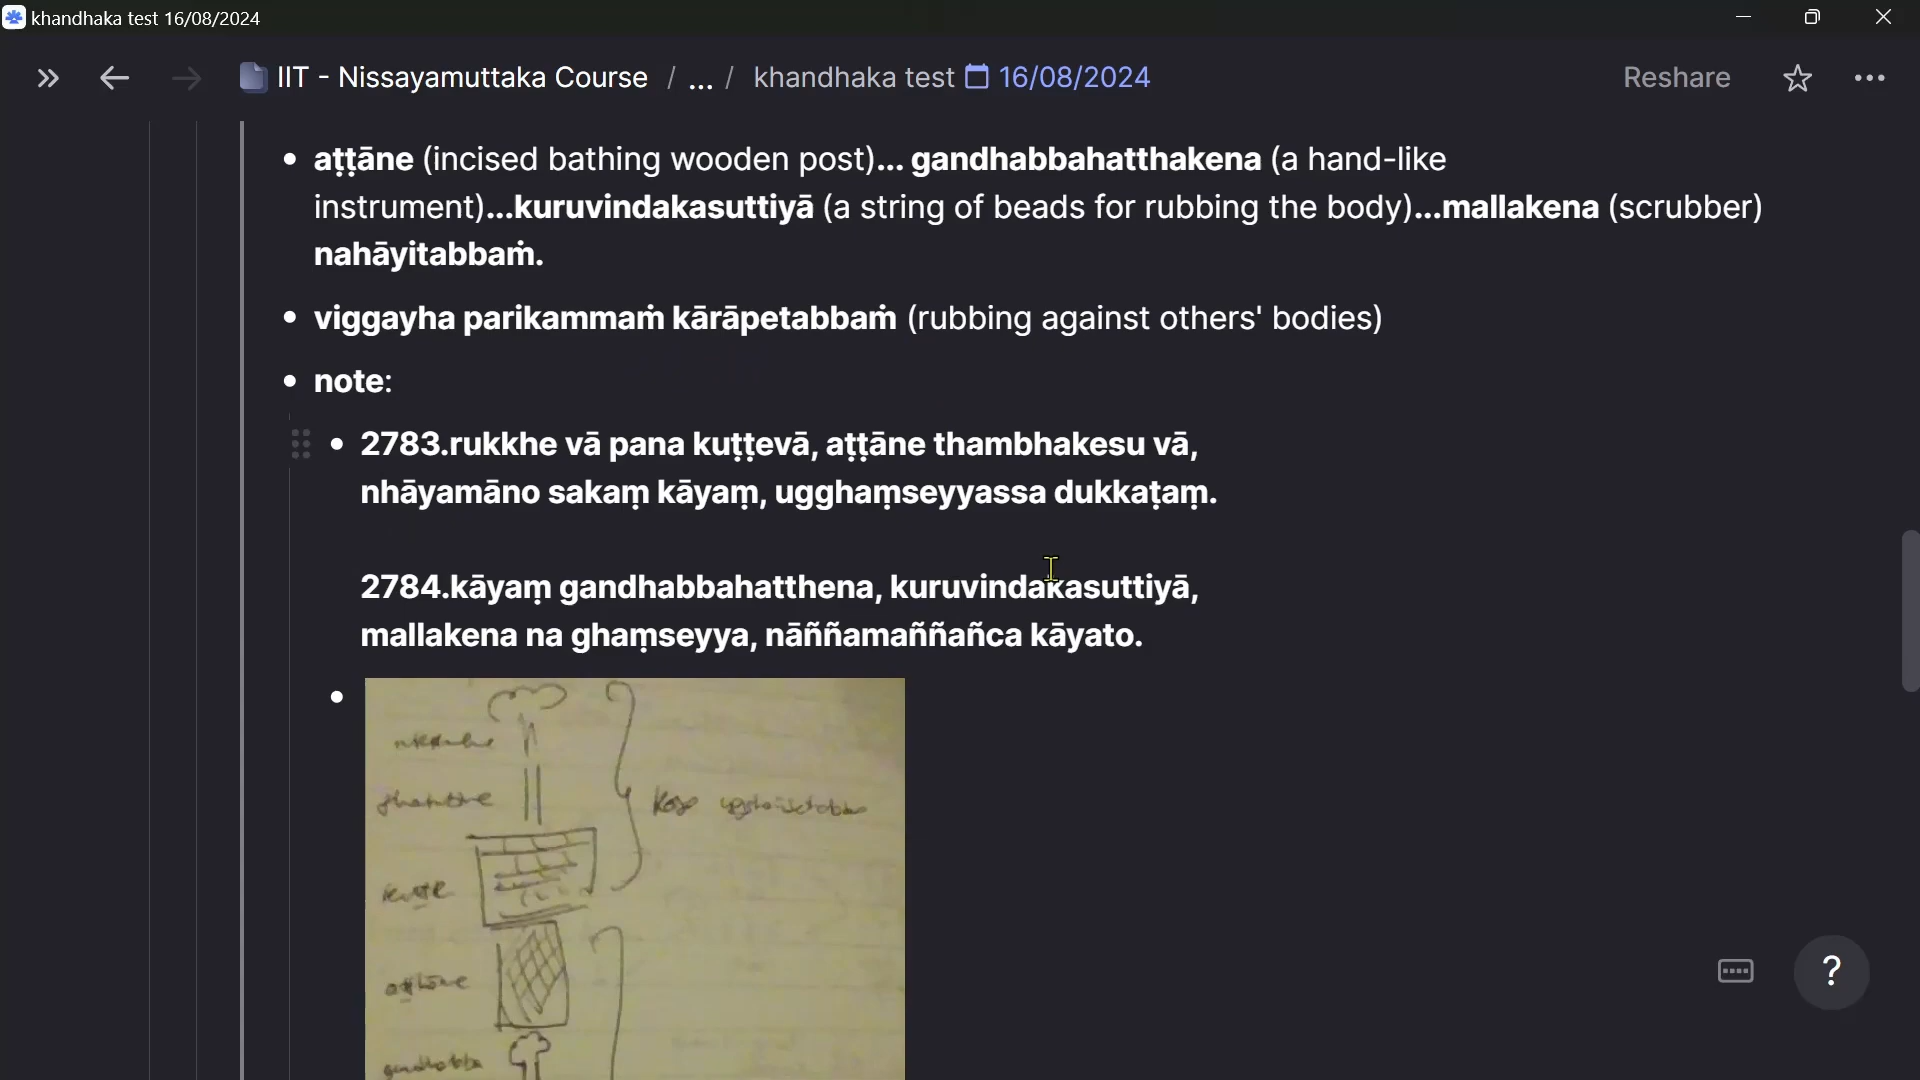 khandhaka test 16/08/2024
IIT - Nissayamuttaka Course / ... / khandhaka test 16/08/2024
Reshare
• aṭṭāne (incised bathing wooden post)... gandhabbahatthakena (a hand-like
instrument)...kuruvindakasuttiyā (a string of beads for rubbing the body)...mallakena (scrubber)
nahāyitabbaṁ.
• viggayha parikammaṁ kārāpetabbaṁ (rubbing against others' bodies)
• note:
• 2783.rukkhe vā pana kuṭṭevā, aṭṭāne thambhakesu vā,
nhāyamāno sakaṃ kāyaṃ, ugghaṃseyyassa dukkaṭaṃ.
2784.kāyaṃ gandhabbahatthena, kuruvindakasuttiyā,
mallakena na ghaṃseyya, nāññamaññañca kāyato.
kuṭṭe
?